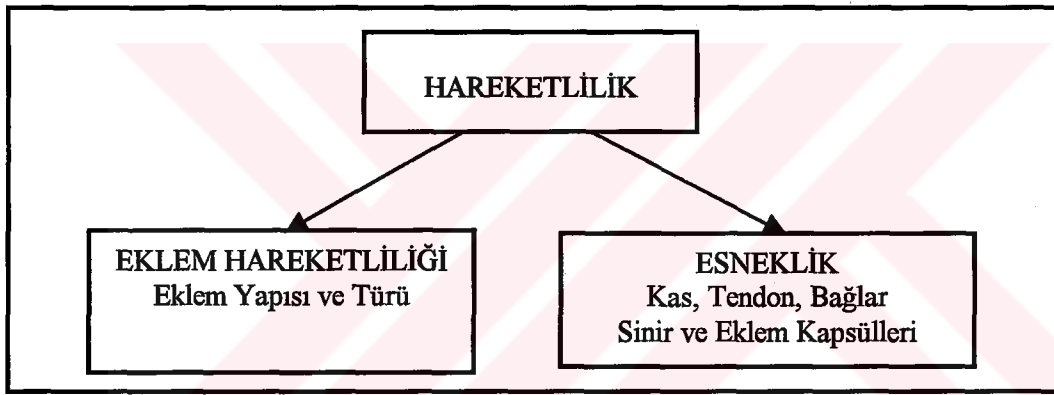 HAREKETLİLİK
EKLEM HAREKETLİLİĞİ
Eklem Yapısı ve Türü
ESNEKLİK
Kas, Tendon, Bağlar
Sinir ve Eklem Kapsülleri